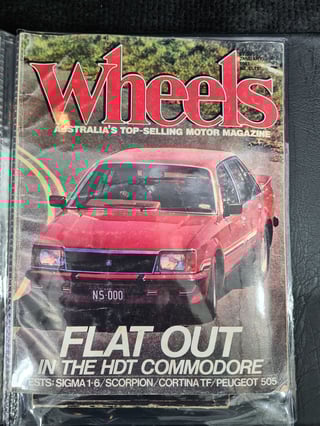 Wheels
AUSTRALIA'S TOP-SELLING MOTOR MAGAZINE
NS·000
FLAT OUT
IN THE HDT COMMODORE
ESTS: SIGMA 1·6/SCORPION/CORTINA TF/PEUGEOT 505